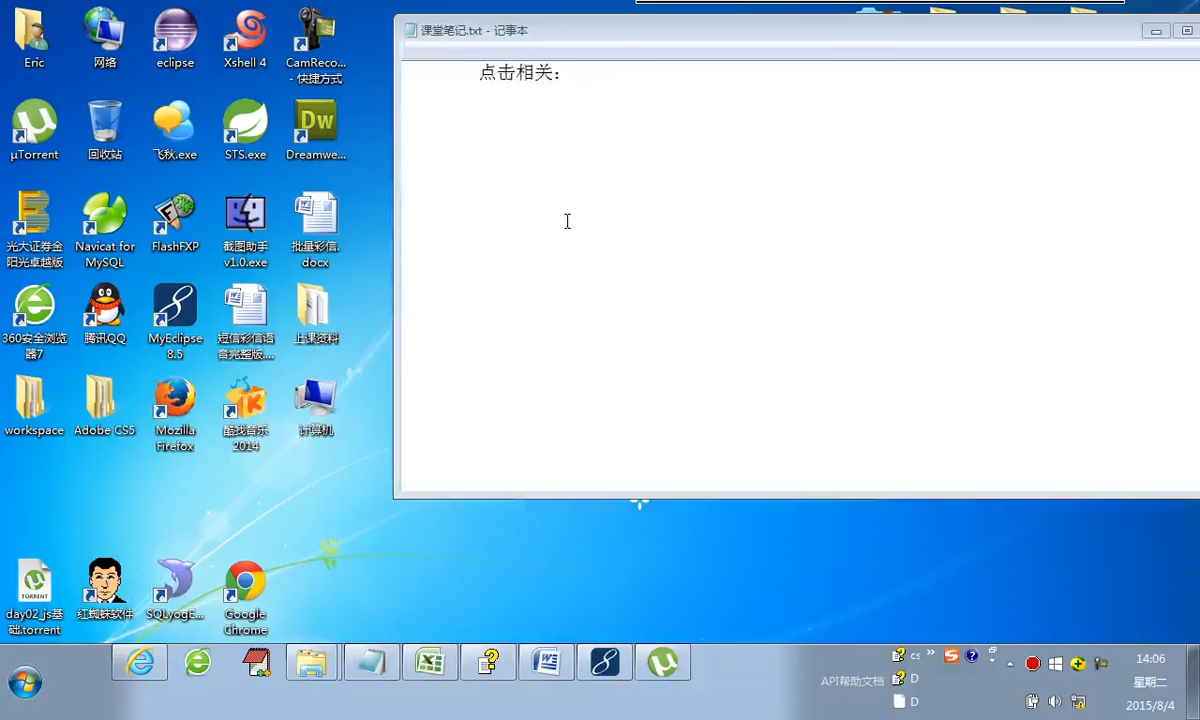 Eric
网络
eclipse
Xshell 4
CamReco...
- 快捷方式
课堂笔记.txt - 记事本
点击相关:
µTorrent
回收站
飞秋.exe
STS.exe
Dw
Dreamwe...
光大证券金
阳光卓越版
Navicat for
MySQL
FlashFXP
截图助手
v1.0.exe
批量彩信.
docx
360安全浏览
器7
腾讯QQ
MyEclipse
8.5
短信彩信语
音完整版....
上课资料
workspace
Adobe CS5
Mozilla
Firefox
酷我音乐
2014
计算机
TORRENT
day02_js基
础.torrent
红蜘蛛软件
SQLyogE...
Google
Chrome
API帮助文档
cs
D
D
14:06
星期二
2015/8/4